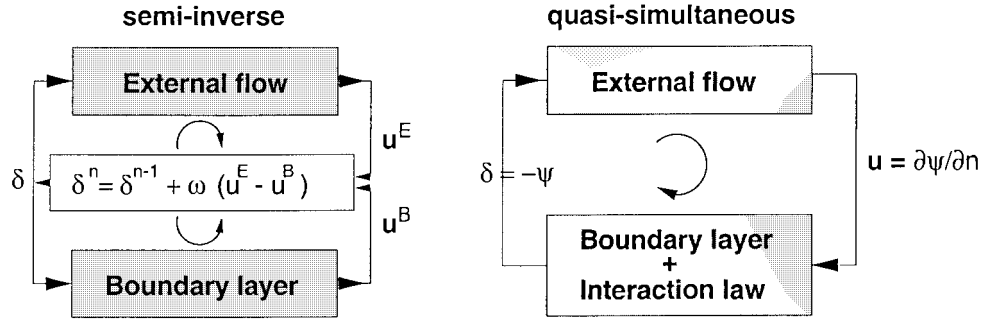 semi-inverse
External flow
u^E
δ
δ^n = δ^n-1 + ω (u^E - u^B)
u^B
Boundary layer
quasi-simultaneous
External flow
δ = -ψ
u = ∂ψ/∂n
Boundary layer
+
Interaction law